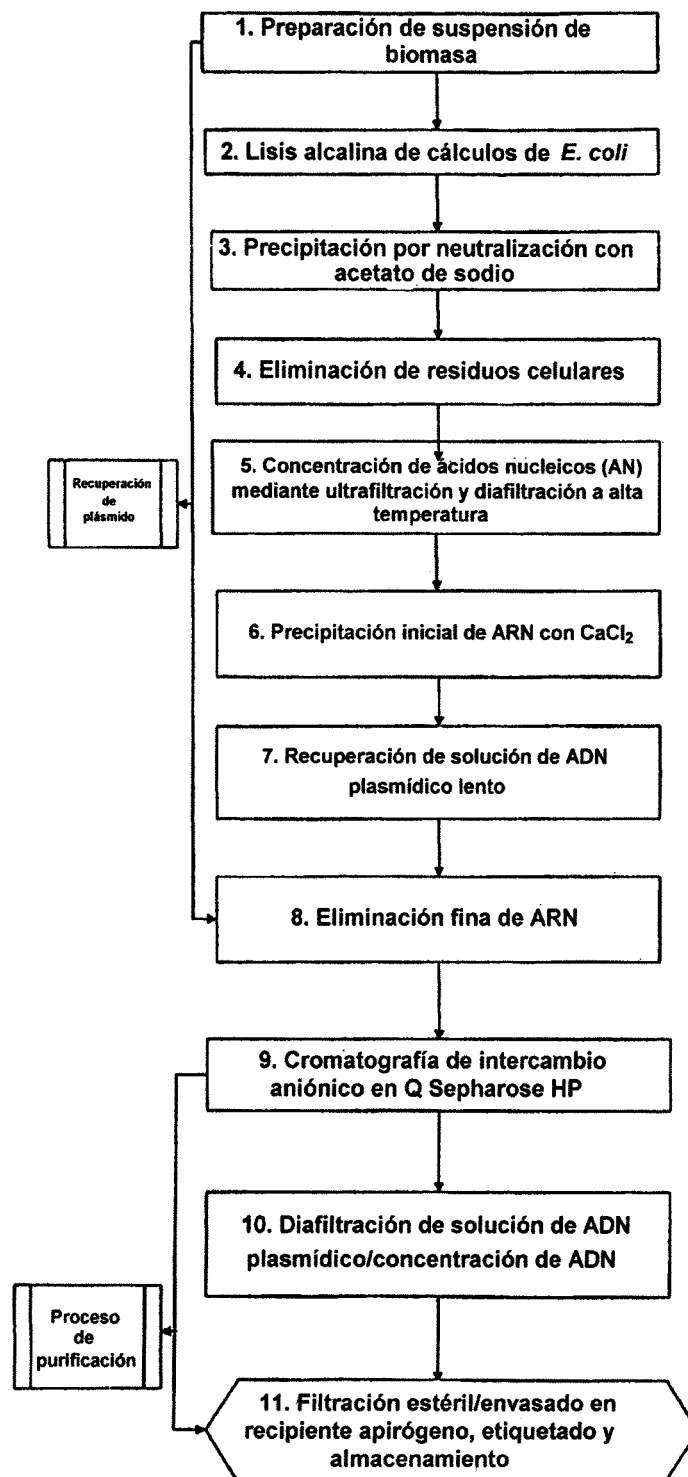 1. Preparación de suspensión de
biomasa
2. Lisis alcalina de cálculos de E. coli
3. Precipitación por neutralización con
acetato de sodio
4. Eliminación de residuos celulares
5. Concentración de ácidos nucleicos (AN)
mediante ultrafiltración y diafiltración a alta
temperatura
Recuperación
de
plásmido
6. Precipitación inicial de ARN con CaCl₂
7. Recuperación de solución de ADN
plasmídico lento
8. Eliminación fina de ARN
9. Cromatografía de intercambio
aniónico en Q Sepharose HP
10. Diafiltración de solución de ADN
plasmídico/concentración de ADN
Proceso
de
purificación
11. Filtración estéril/envasado en
recipiente apirógeno, etiquetado y
almacenamiento